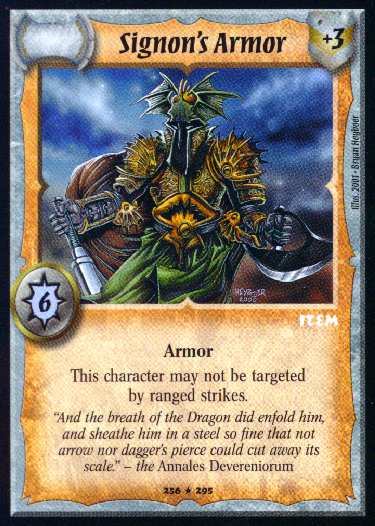 Signon's Armor
+3
Illus. 2001 • Bryan Heyboer
HEYBOER
ITEM
6
Armor
This character may not be targeted
by ranged strikes.
"And the breath of the Dragon did enfold him,
and sheathe him in a steel so fine that not
arrow nor dagger's pierce could cut away its
scale." – the Annales Devereniorum
256 ★ 295